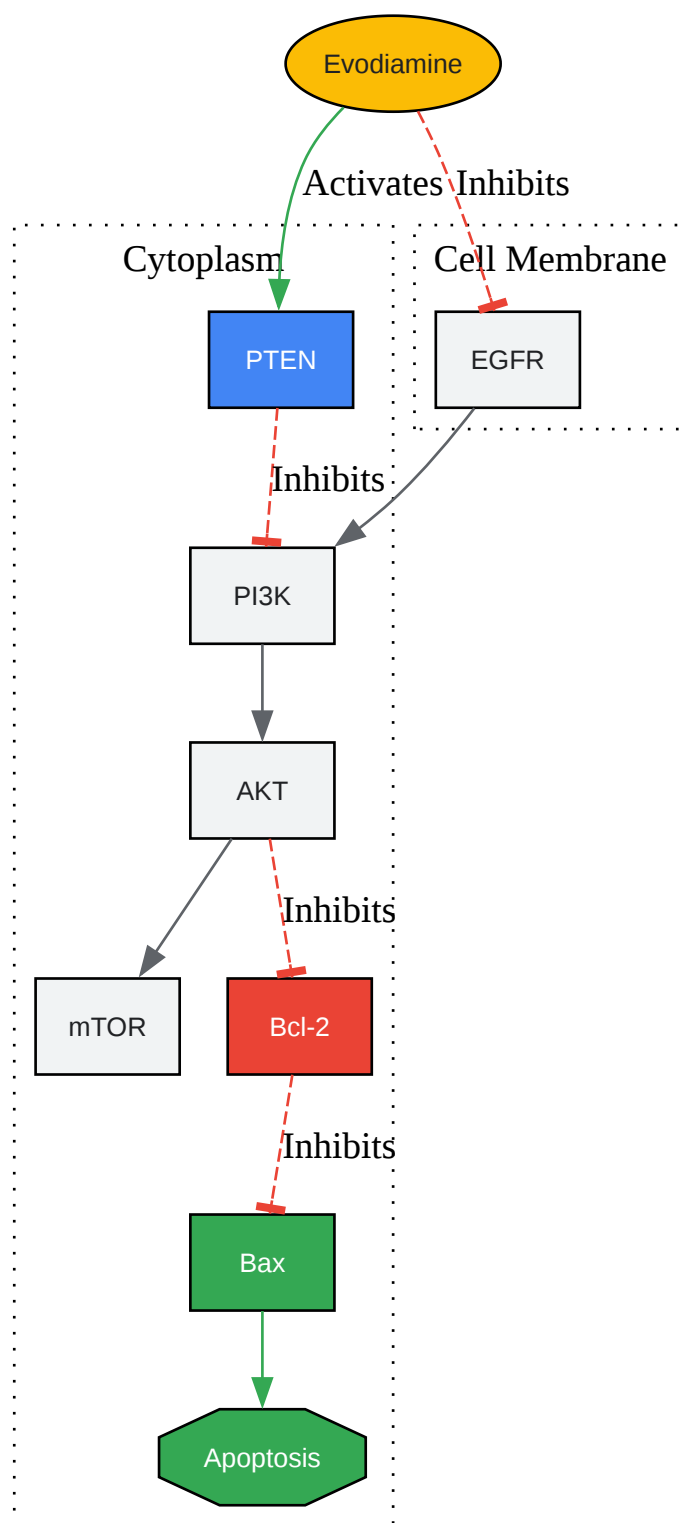 Evodiamine
Activates
Inhibits
Cytoplasm
Cell Membrane
PTEN
EGFR
Inhibits
PI3K
AKT
Inhibits
mTOR
Bcl-2
Inhibits
Bax
Apoptosis